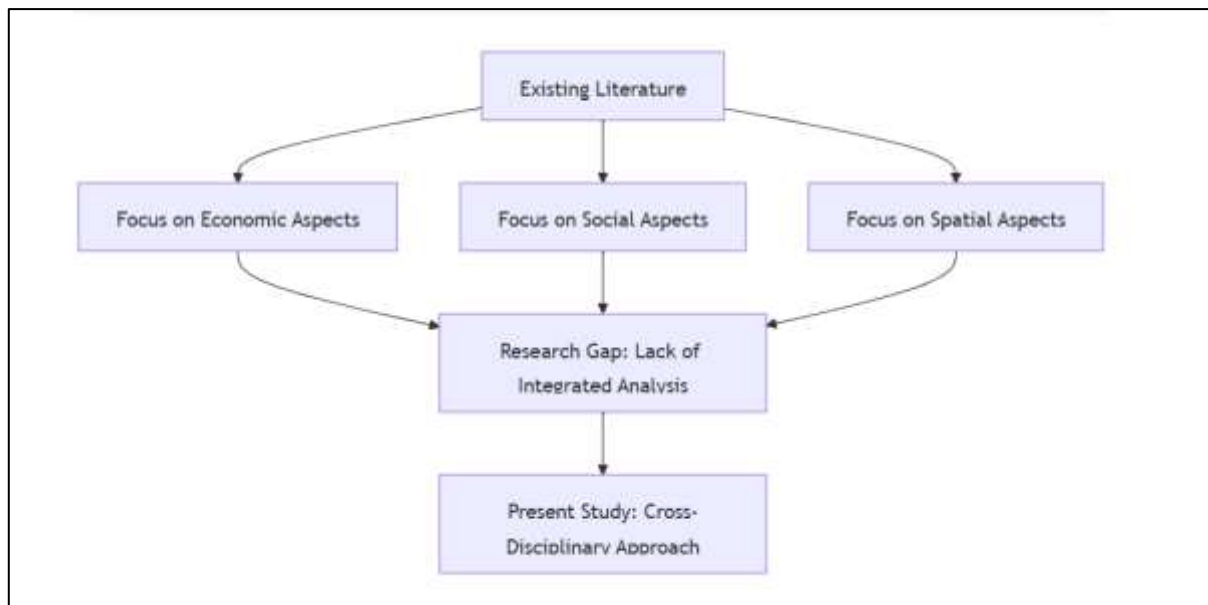 Existing Literature
Focus on Economic Aspects
Focus on Social Aspects
Focus on Spatial Aspects
Research Gap: Lack of
Integrated Analysis
Present Study: Cross-
Disciplinary Approach